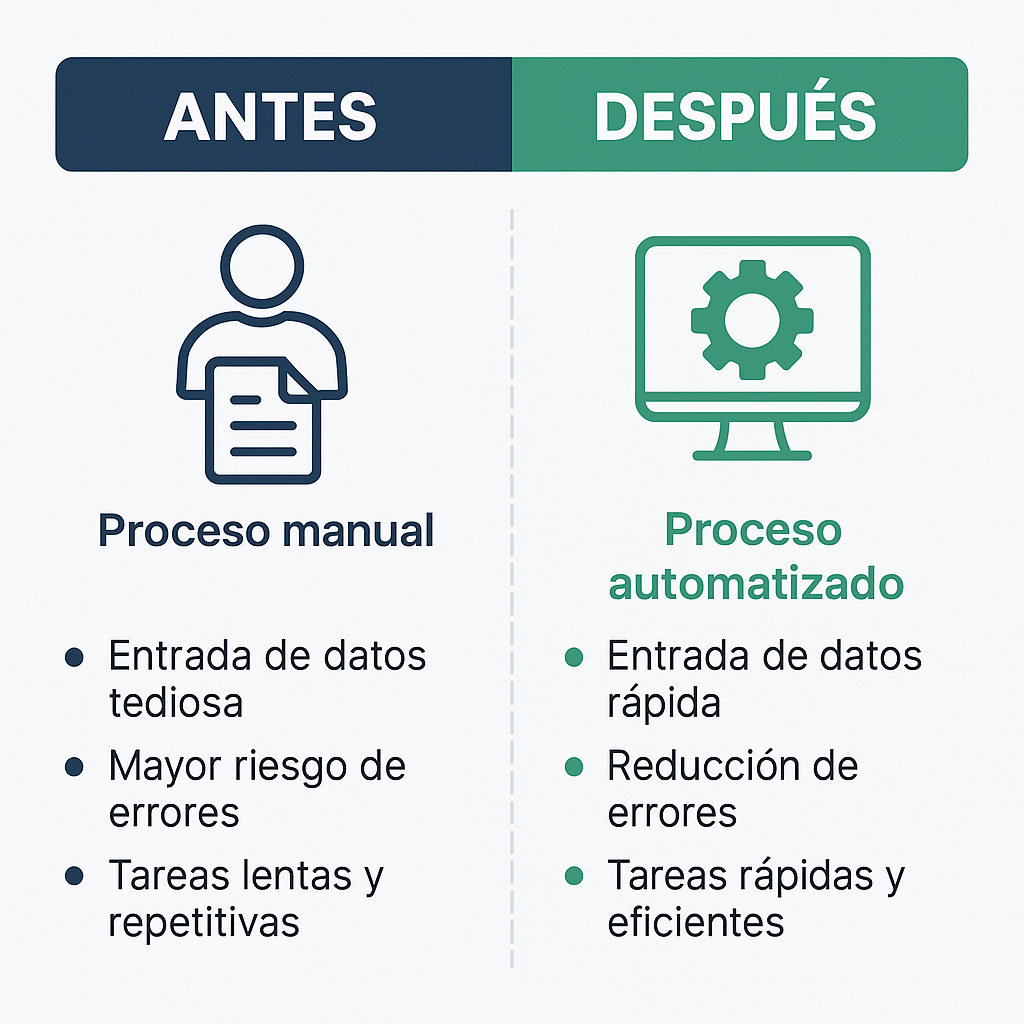 ANTES
DESPUÉS
Proceso manual
Entrada de datos
tediosa
Mayor riesgo de
errores
Tareas lentas y
repetitivas
Proceso
automatizado
Entrada de datos
rápida
Reducción de
errores
Tareas rápidas y
eficientes